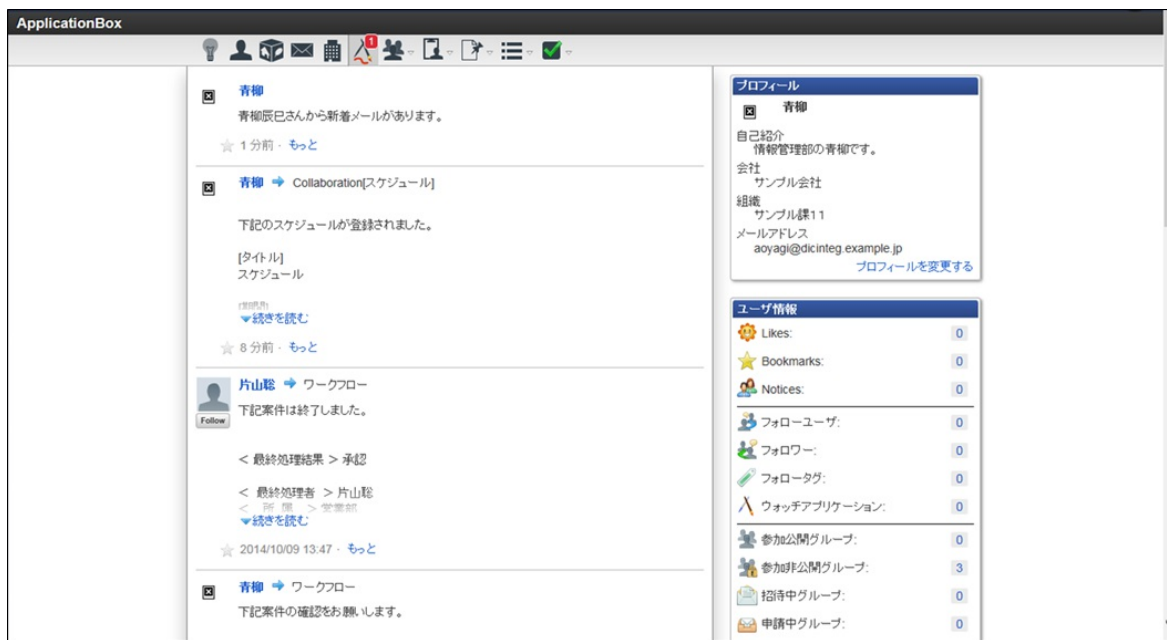 ApplicationBox
1
青柳
青柳辰巳さんから新着メールがあります。
1 分前 · もっと
青柳 Collaboration[スケジュール]
下記のスケジュールが登録されました。
[タイトル]
スケジュール
[期間]
続きを読む
8 分前 · もっと
片山聡 ワークフロー
Follow
下記案件は終了しました。
< 最終処理結果 > 承認
< 最終処理者 > 片山聡
< 所 属 > 営業部
続きを読む
2014/10/09 13:47 · もっと
青柳 ワークフロー
下記案件の確認をお願いします。
プロフィール
青柳
自己紹介
情報管理部の青柳です。
会社
サンプル会社
組織
サンプル課11
メールアドレス
aoyagi@dicinteg.example.jp
プロフィールを変更する
ユーザ情報
Likes: 0
Bookmarks: 0
Notices: 0
フォローユーザ: 0
フォロワー: 0
フォロータグ: 0
ウォッチアプリケーション: 0
参加公開グループ: 0
参加非公開グループ: 3
招待中グループ: 0
申請中グループ: 0